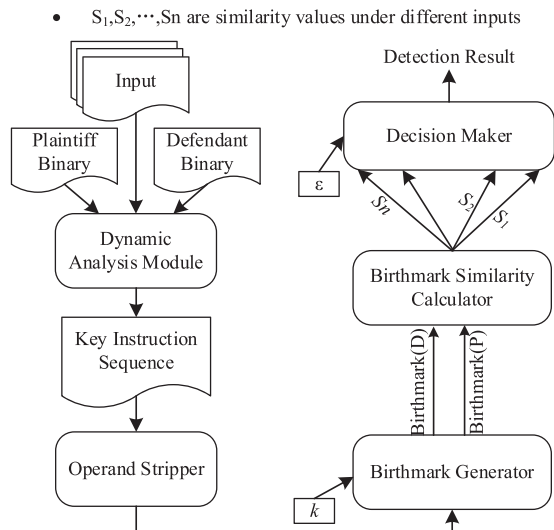 • S1,S2,⋯,Sn are similarity values under different inputs
Input
Plaintiff
Binary
Defendant
Binary
Dynamic
Analysis Module
Key Instruction
Sequence
Operand Stripper
Detection Result
Decision Maker
ε
Sn
S2
S1
Birthmark Similarity
Calculator
Birthmark(D)
Birthmark(P)
Birthmark Generator
k